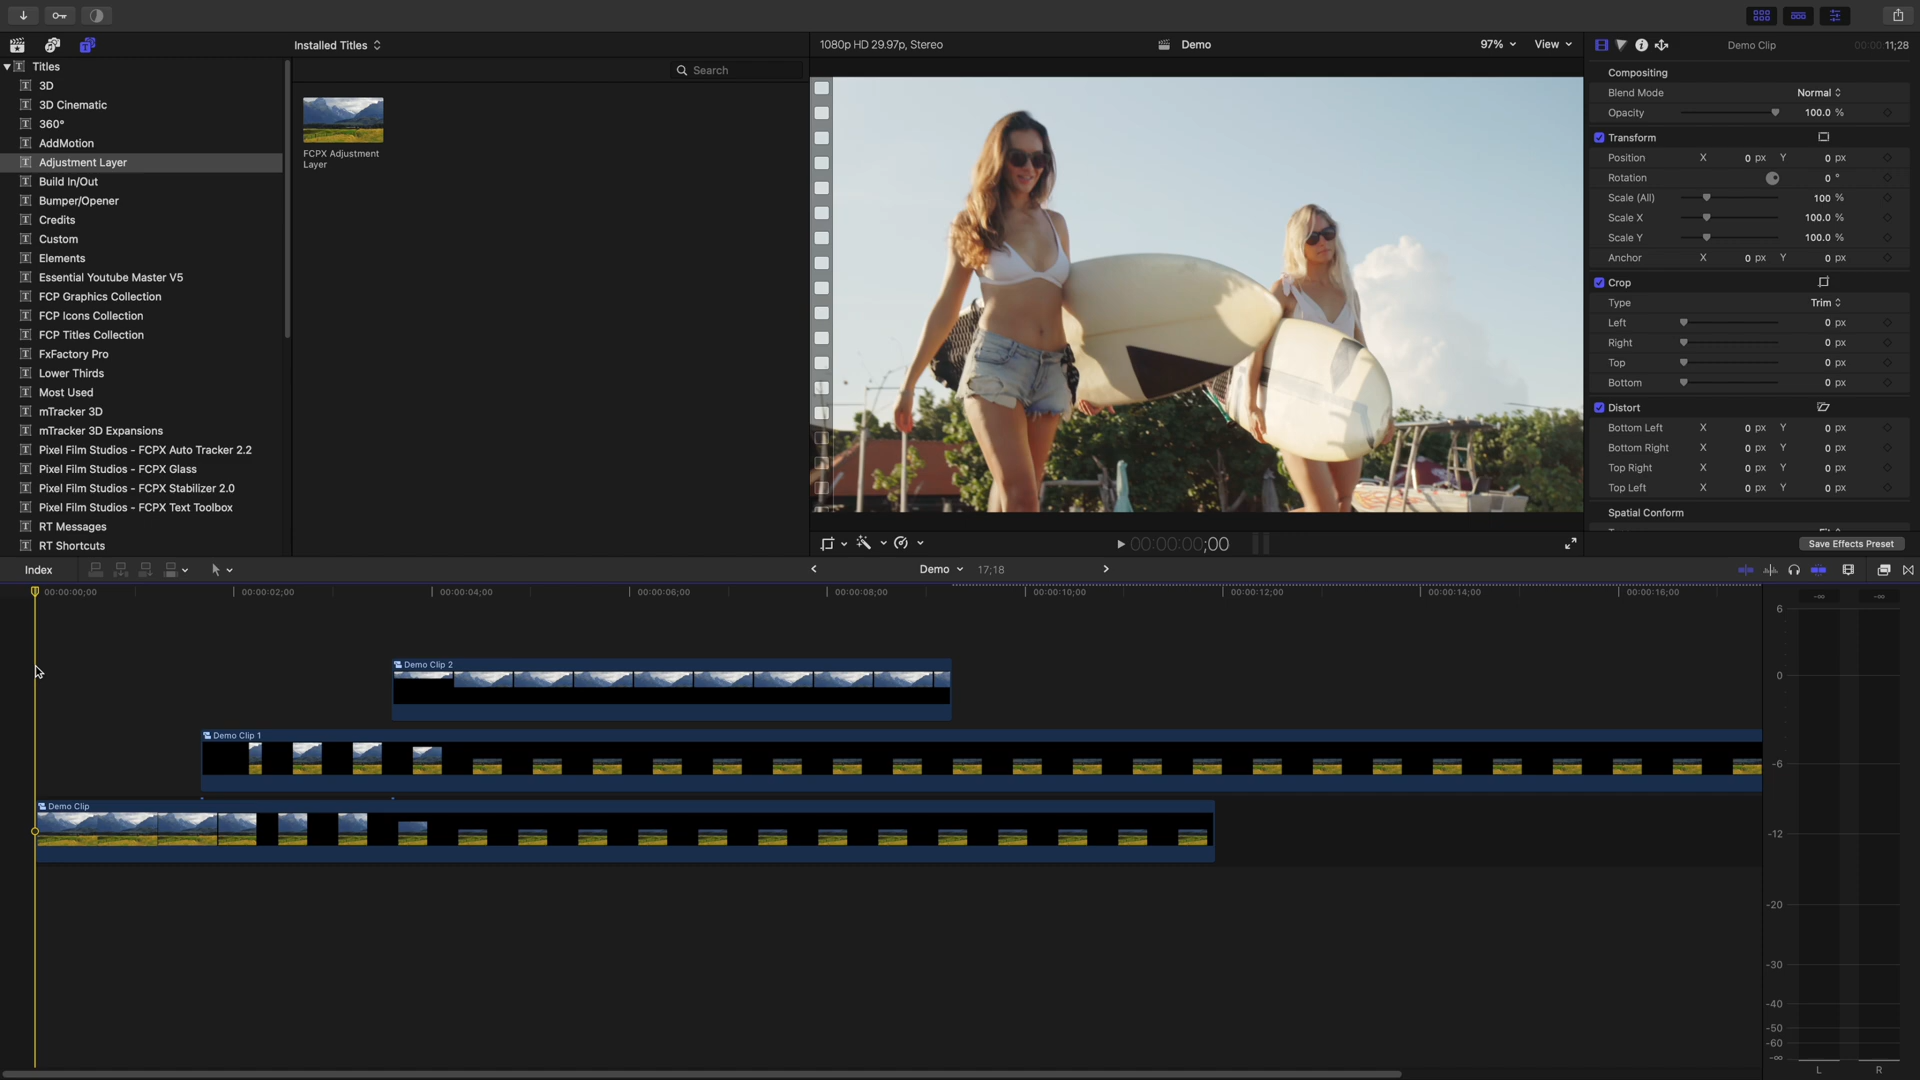 Installed Titles
1080p HD 29.97p, Stereo
Demo
97%
View
Demo Clip
00:00:11;28
Titles
3D
3D Cinematic
360°
AddMotion
Adjustment Layer
Build In/Out
Bumper/Opener
Credits
Custom
Elements
Essential Youtube Master V5
FCP Graphics Collection
FCP Icons Collection
FCP Titles Collection
FxFactory Pro
Lower Thirds
Most Used
mTracker 3D
mTracker 3D Expansions
Pixel Film Studios - FCPX Auto Tracker 2.2
Pixel Film Studios - FCPX Glass
Pixel Film Studios - FCPX Stabilizer 2.0
Pixel Film Studios - FCPX Text Toolbox
RT Messages
RT Shortcuts
Search
FCPX Adjustment
Layer
Compositing
Blend Mode Normal
Opacity 100.0 %
Transform
Position X 0 px Y 0 px
Rotation 0 °
Scale (All) 100 %
Scale X 100.0 %
Scale Y 100.0 %
Anchor X 0 px Y 0 px
Crop
Type Trim
Left 0 px
Right 0 px
Top 0 px
Bottom 0 px
Distort
Bottom Left X 0 px Y 0 px
Bottom Right X 0 px Y 0 px
Top Right X 0 px Y 0 px
Top Left X 0 px Y 0 px
Spatial Conform
00:00:00;00
Save Effects Preset
Index
Demo
17;18
00:00:00;00
00:00:02;00
00:00:04;00
00:00:06;00
00:00:08;00
00:00:10;00
00:00:12;00
00:00:14;00
00:00:16;00
Demo Clip 2
Demo Clip 1
Demo Clip
-∞ -∞
6
0
-6
-12
-20
-30
-40
-50
-60
-∞
L R